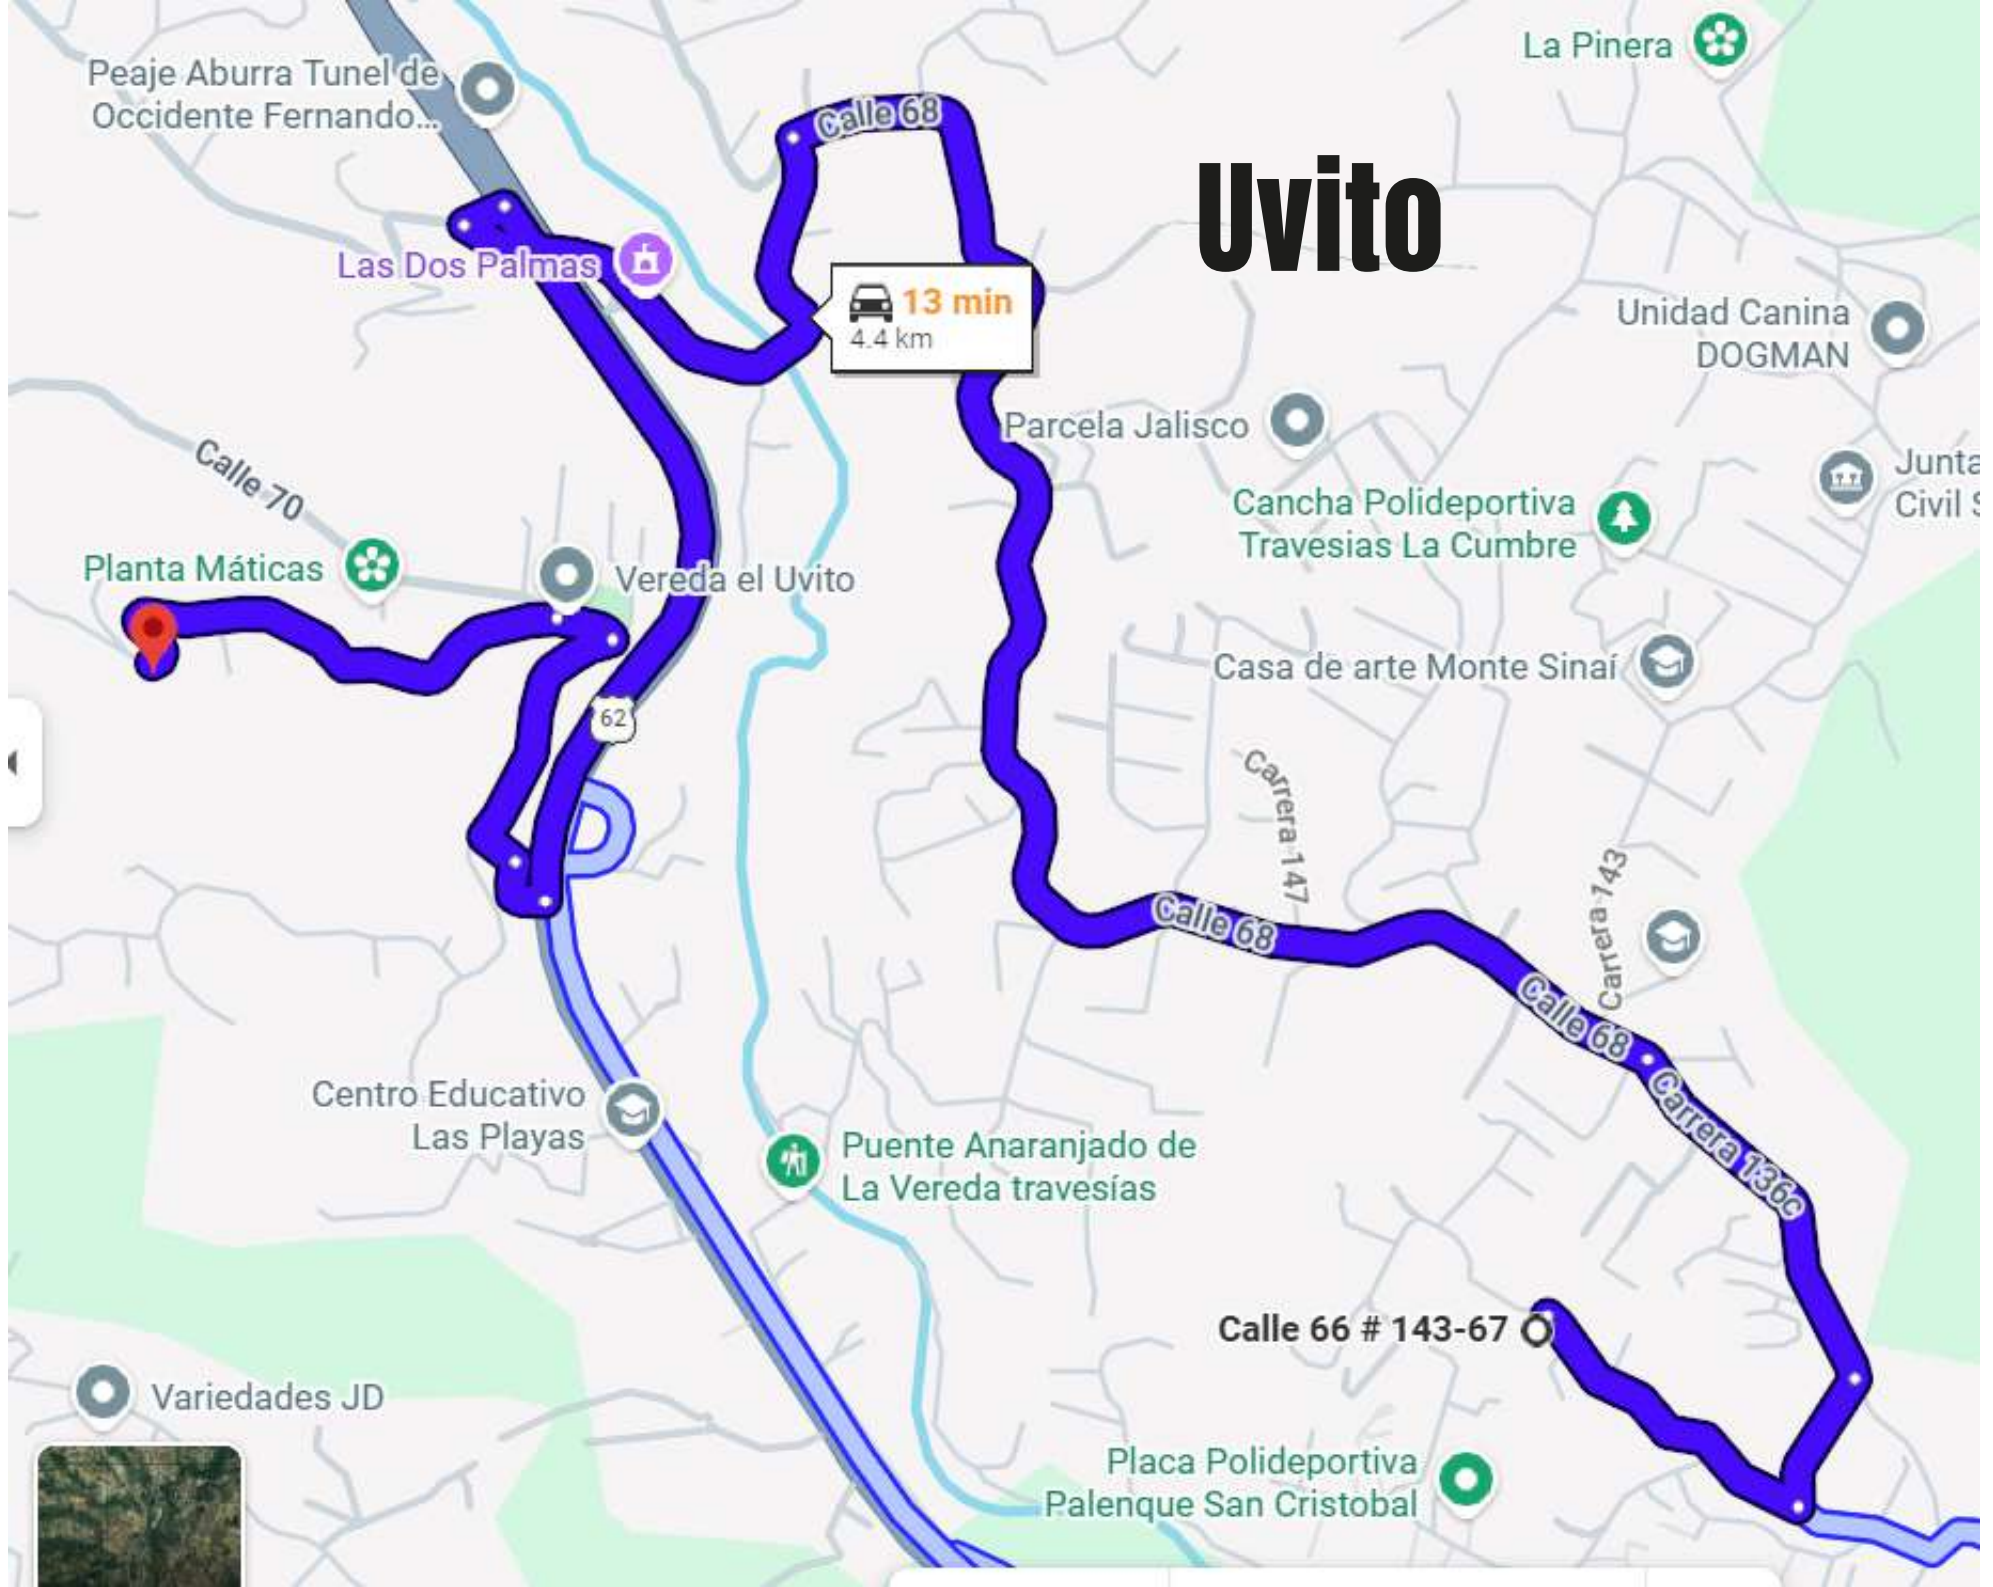 La Pinera
Peaje Aburra Tunel de
Occidente Fernando...
Calle 68
Uvito
Las Dos Palmas
13 min
4.4 km
Unidad Canina
DOGMAN
Parcela Jalisco
Calle 70
Junta
Civil
Cancha Polideportiva
Travesias La Cumbre
Planta Máticas
Vereda el Uvito
Casa de arte Monte Sinaí
62
Carrera 147
Carrera 143
Calle 68
Calle 68
Carrera 136c
Centro Educativo
Las Playas
Puente Anaranjado de
La Vereda travesías
Calle 66 # 143-67
Variedades JD
Placa Polideportiva
Palenque San Cristobal